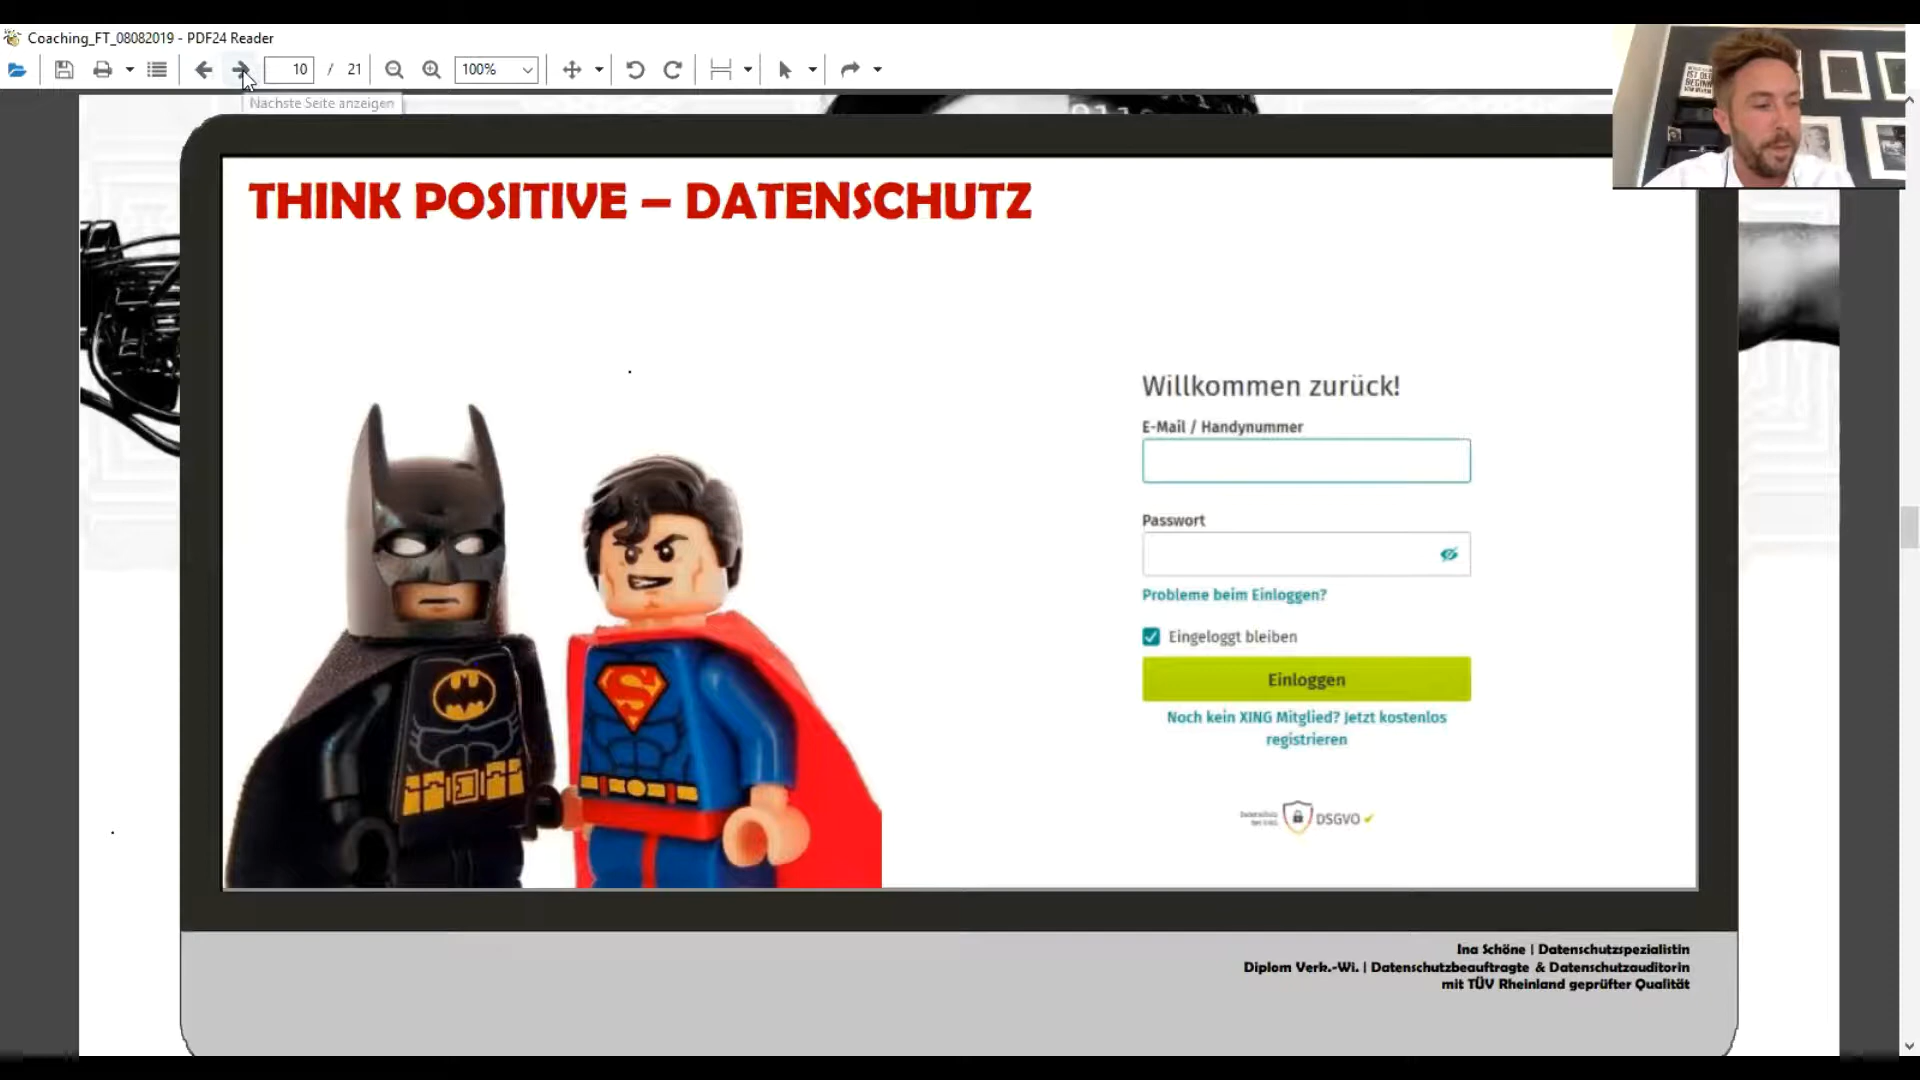 Coaching_FT_08082019 - PDF24 Reader
10 / 21 100%
Nächste Seite anzeigen
THINK POSITIVE – DATENSCHUTZ
Willkommen zurück!
E-Mail / Handynummer
Passwort
Probleme beim Einloggen?
Eingeloggt bleiben
Einloggen
Noch kein XING Mitglied? Jetzt kostenlos
registrieren
DSGVO
Ina Schöne | Datenschutzspezialistin
Diplom Verk.-Wi. | Datenschutzbeauftragte & Datenschutzauditorin
mit TÜV Rheinland geprüfter Qualität